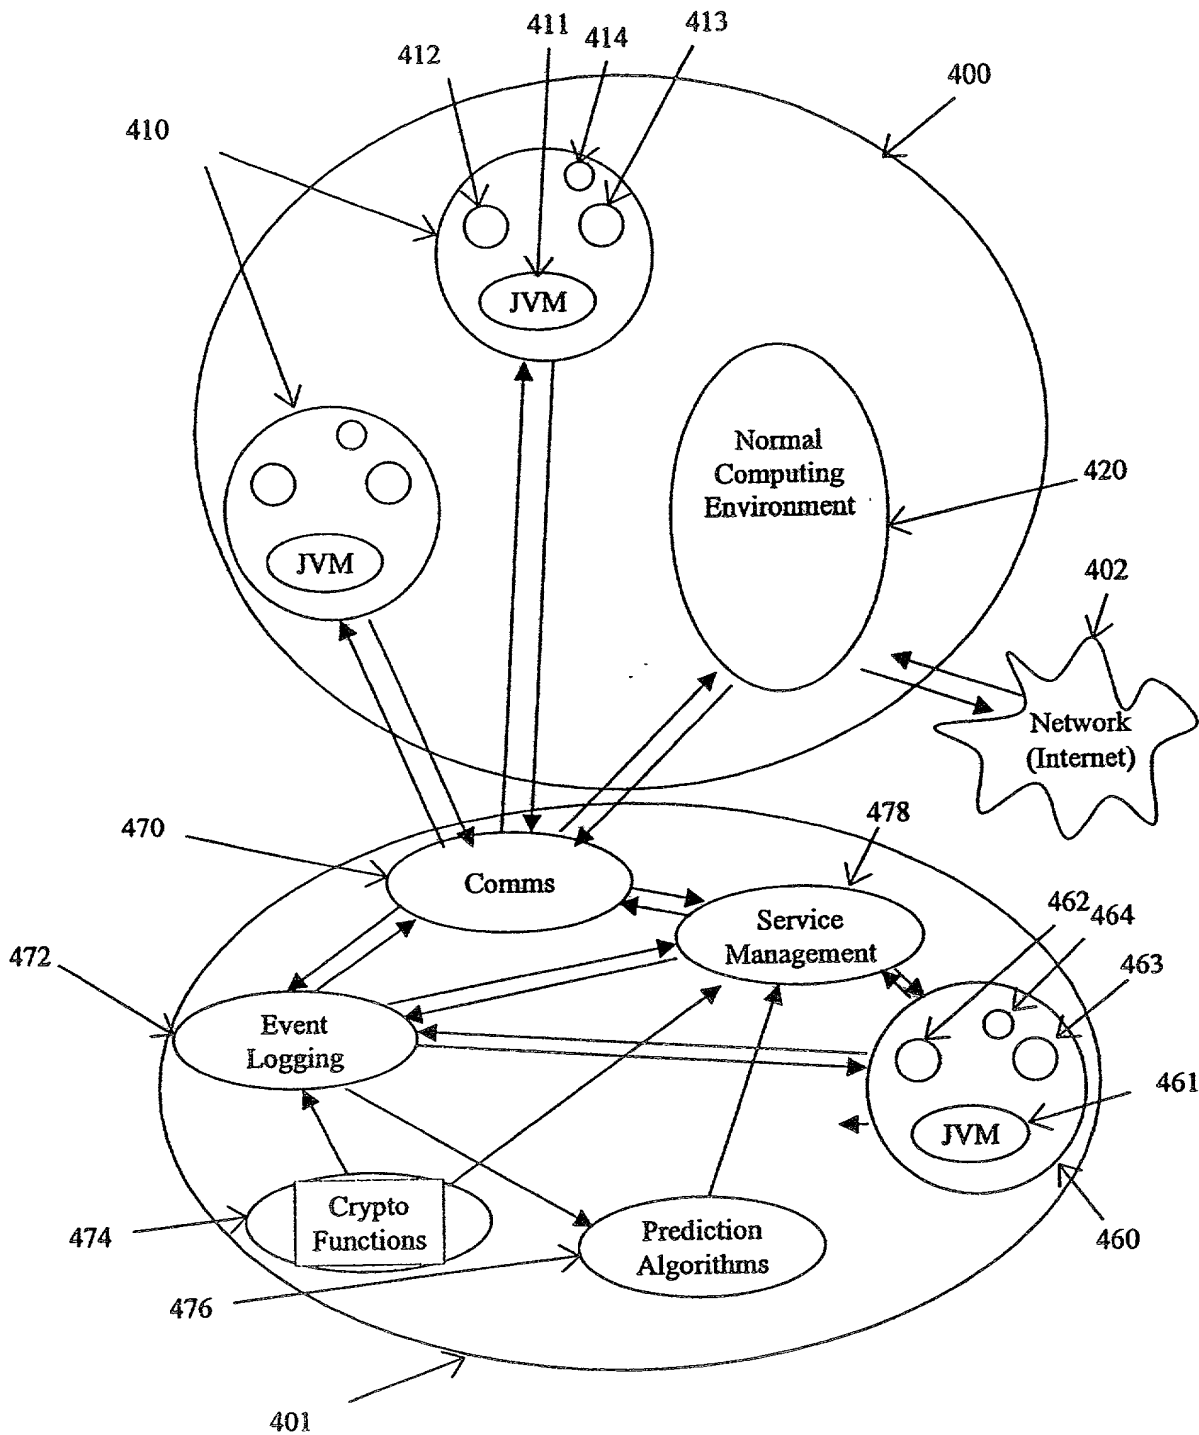 411
414
413
412
400
410
JVM
Normal
Computing
Environment
420
JVM
402
Network
(Internet)
470
478
Comms
462
464
Service
Management
472
463
Event
Logging
461
JVM
Crypto
Functions
474
Prediction
Algorithms
460
476
401